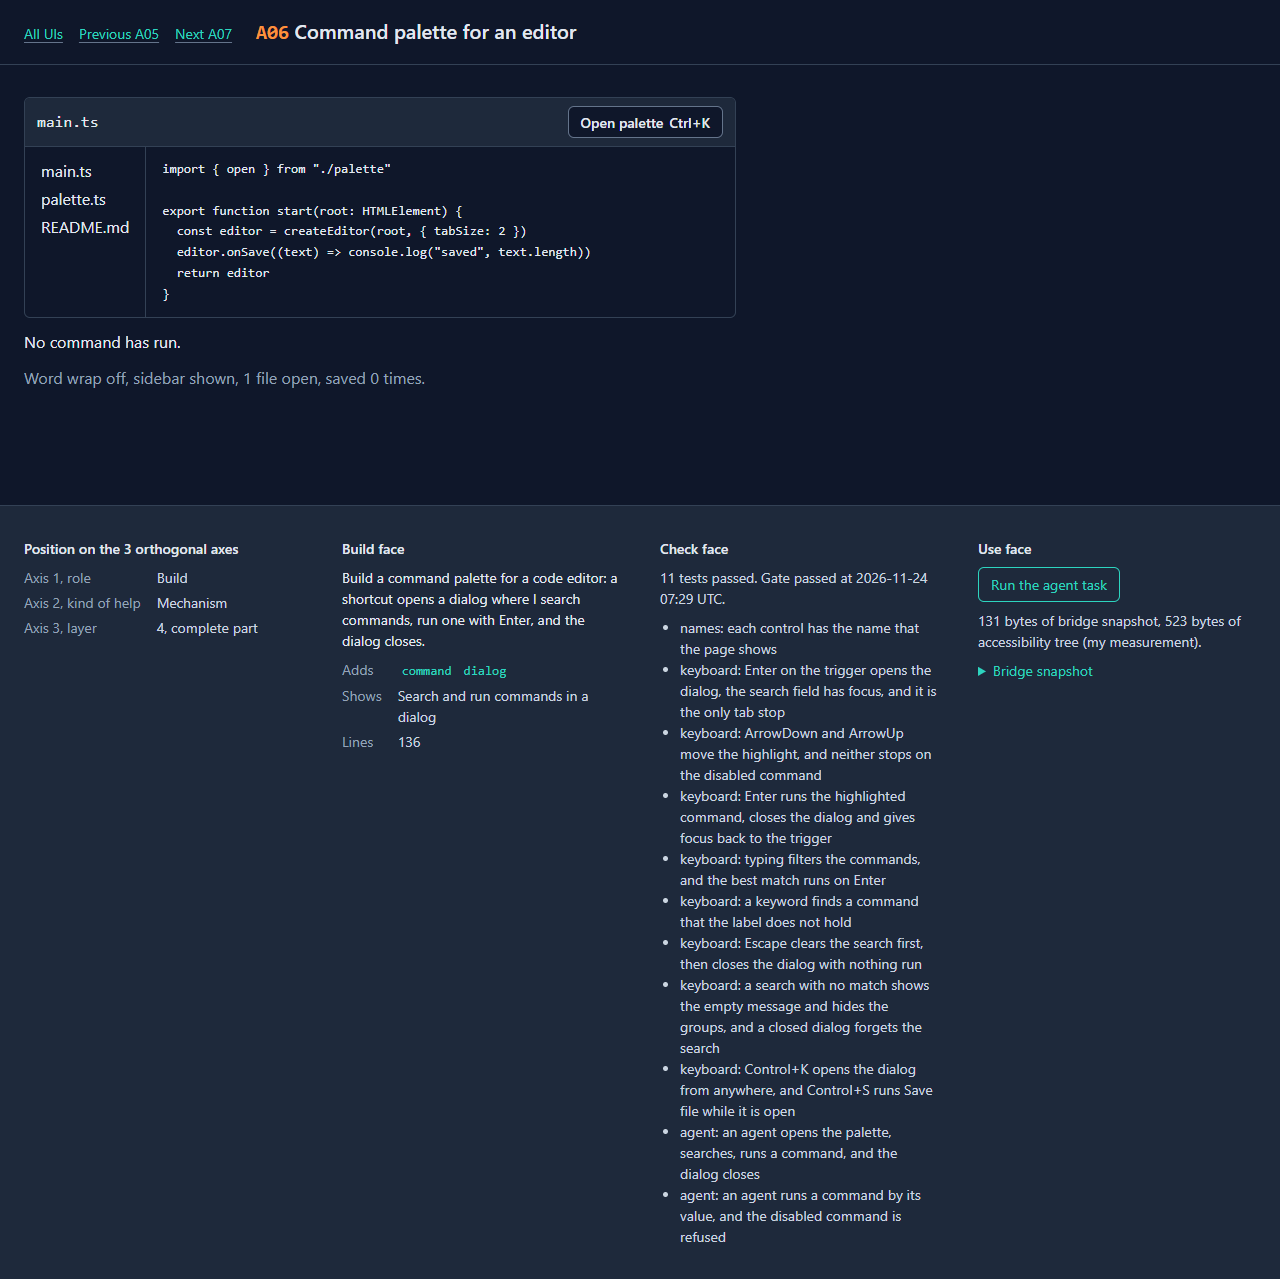 All UIs Previous A05 Next A07 A06 Command palette for an editor
main.ts
Open palette Ctrl+K
main.ts
palette.ts
README.md
import { open } from "./palette"
export function start(root: HTMLElement) {
const editor = createEditor(root, { tabSize: 2 })
editor.onSave((text) => console.log("saved", text.length))
return editor
}
No command has run.
Word wrap off, sidebar shown, 1 file open, saved 0 times.
Position on the 3 orthogonal axes
Axis 1, role Build
Axis 2, kind of help Mechanism
Axis 3, layer 4, complete part
Build face
Build a command palette for a code editor: a
shortcut opens a dialog where I search
commands, run one with Enter, and the
dialog closes.
Adds command dialog
Shows Search and run commands in a
dialog
Lines 136
Check face
11 tests passed. Gate passed at 2026-11-24
07:29 UTC.
• names: each control has the name that
the page shows
• keyboard: Enter on the trigger opens the
dialog, the search field has focus, and it is
the only tab stop
• keyboard: ArrowDown and ArrowUp
move the highlight, and neither stops on
the disabled command
• keyboard: Enter runs the highlighted
command, closes the dialog and gives
focus back to the trigger
• keyboard: typing filters the commands,
and the best match runs on Enter
• keyboard: a keyword finds a command
that the label does not hold
• keyboard: Escape clears the search first,
then closes the dialog with nothing run
• keyboard: a search with no match shows
the empty message and hides the
groups, and a closed dialog forgets the
search
• keyboard: Control+K opens the dialog
from anywhere, and Control+S runs Save
file while it is open
• agent: an agent opens the palette,
searches, runs a command, and the
dialog closes
• agent: an agent runs a command by its
value, and the disabled command is
refused
Use face
Run the agent task
131 bytes of bridge snapshot, 523 bytes of
accessibility tree (my measurement).
▶ Bridge snapshot